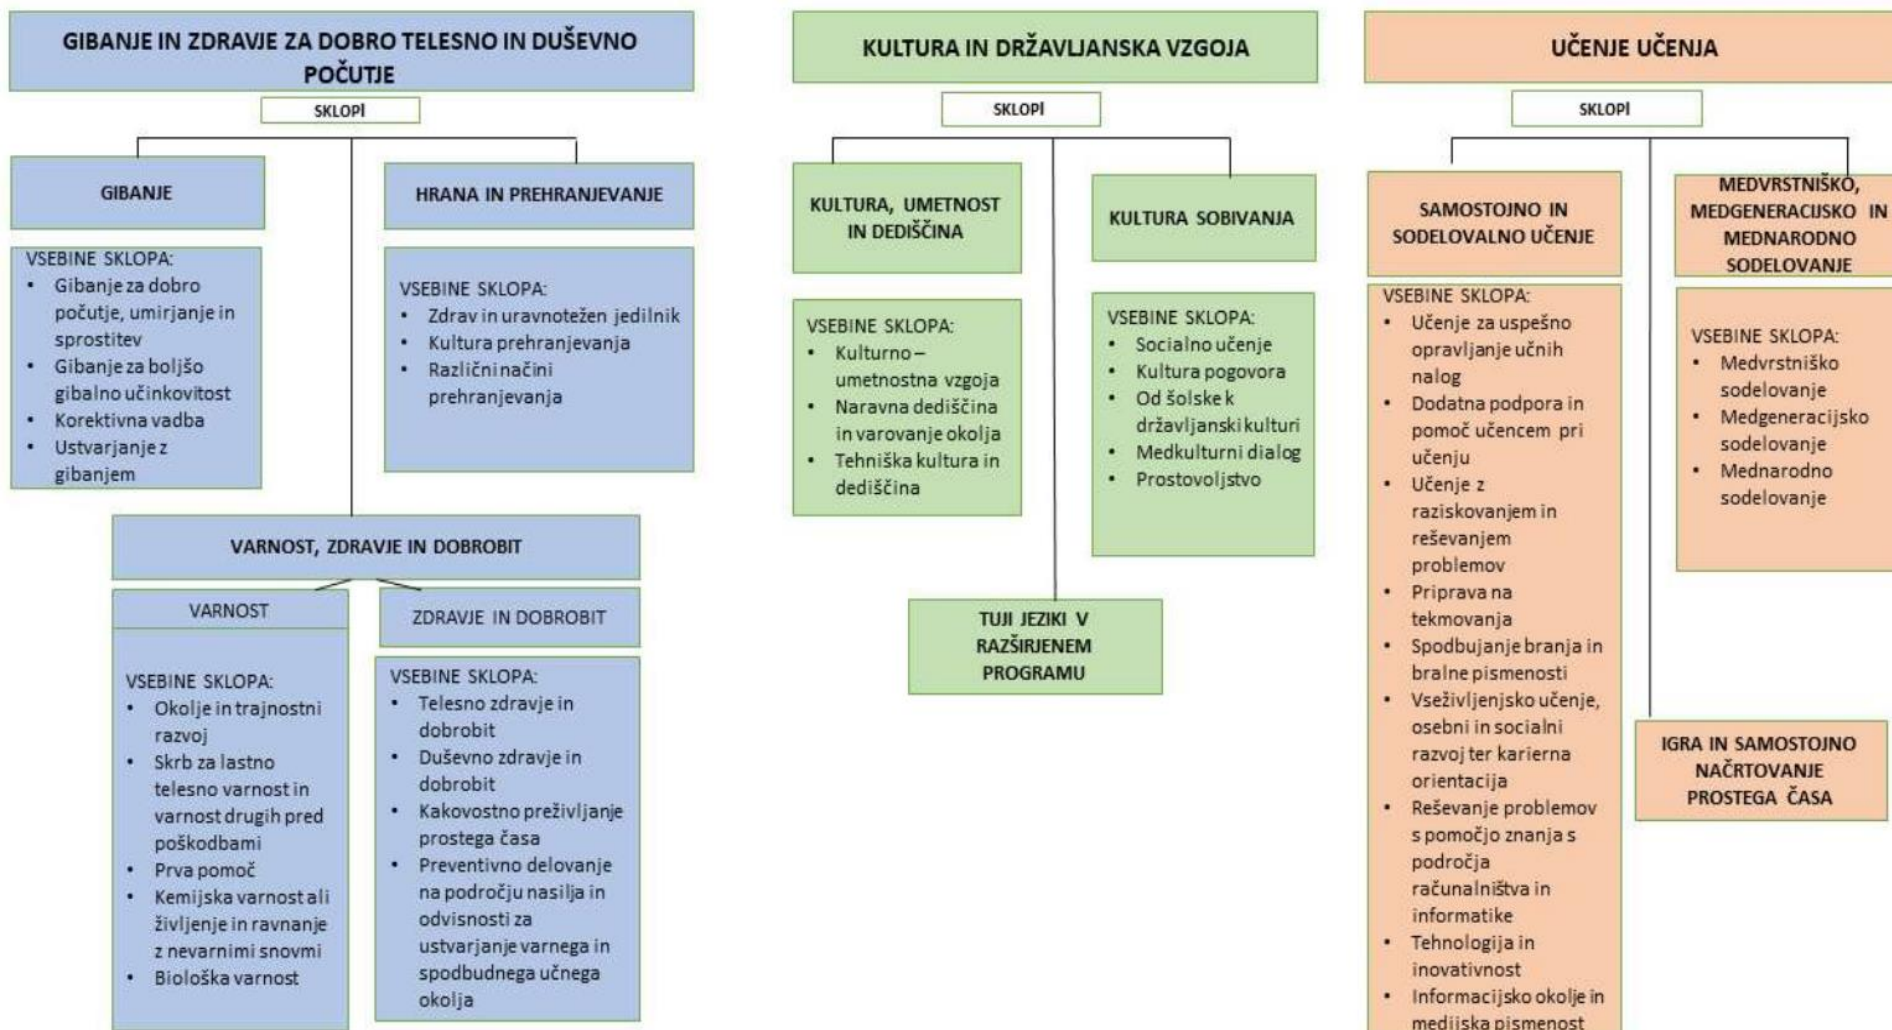 GIBANJE IN ZDRAVJE ZA DOBRO TELESNO IN DUŠEVNO
POČUTJE
SKLOPI
GIBANJE
VSEBINE SKLOPA:
• Gibanje za dobro
počutje, umirjanje in
sprostitev
• Gibanje za boljšo
gibalno učinkovitost
• Korektivna vadba
• Ustvarjanje z
gibanjem
HRANA IN PREHRANJEVANJE
VSEBINE SKLOPA:
• Zdrav in uravnotežen jedilnik
• Kultura prehranjevanja
• Različni načini
prehranjevanja
VARNOST, ZDRAVJE IN DOBROBIT
VARNOST
VSEBINE SKLOPA:
• Okolje in trajnostni
razvoj
• Skrb za lastno
telesno varnost in
varnost drugih pred
poškodbami
• Prva pomoč
• Kemijska varnost ali
življenje in ravnanje
z nevarnimi snovmi
• Biološka varnost
ZDRAVJE IN DOBROBIT
VSEBINE SKLOPA:
• Telesno zdravje in
dobrobit
• Duševno zdravje in
dobrobit
• Kakovostno preživljanje
prostega časa
• Preventivno delovanje
na področju nasilja in
odvisnosti za
ustvarjanje varnega in
spodbudnega učnega
okolja
KULTURA IN DRŽAVLJANSKA VZGOJA
SKLOPI
KULTURA, UMETNOST
IN DEDIŠČINA
VSEBINE SKLOPA:
• Kulturno –
umetnostna vzgoja
• Naravna dediščina
in varovanje okolja
• Tehniška kultura in
dediščina
KULTURA SOBIVANJA
VSEBINE SKLOPA:
• Socialno učenje
• Kultura pogovora
• Od šolske k
državljanski kulturi
• Medkulturni dialog
• Prostovoljstvo
TUJI JEZIKI V
RAZŠIRJENEM
PROGRAMU
UČENJE UČENJA
SKLOPI
SAMOSTOJNO IN
SODELOVALNO UČENJE
VSEBINE SKLOPA:
• Učenje za uspešno
opravljanje učnih
nalog
• Dodatna podpora in
pomoč učencem pri
učenju
• Učenje z
raziskovanjem in
reševanjem
problemov
• Priprava na
tekmovanja
• Spodbujanje branja in
bralne pismenosti
• Vseživljenjsko učenje,
osebni in socialni
razvoj ter karierna
orientacija
• Reševanje problemov
s pomočjo znanja s
področja
računalništva in
informatike
• Tehnologija in
inovativnost
• Informacijsko okolje in
medijska pismenost
MEDVRSTNIŠKO,
MEDGENERACIJSKO IN
MEDNARODNO
SODELOVANJE
VSEBINE SKLOPA:
• Medvrstniško
sodelovanje
• Medgeneracijsko
sodelovanje
• Mednarodno
sodelovanje
IGRA IN SAMOSTOJNO
NAČRTOVANJE
PROSTEGA ČASA